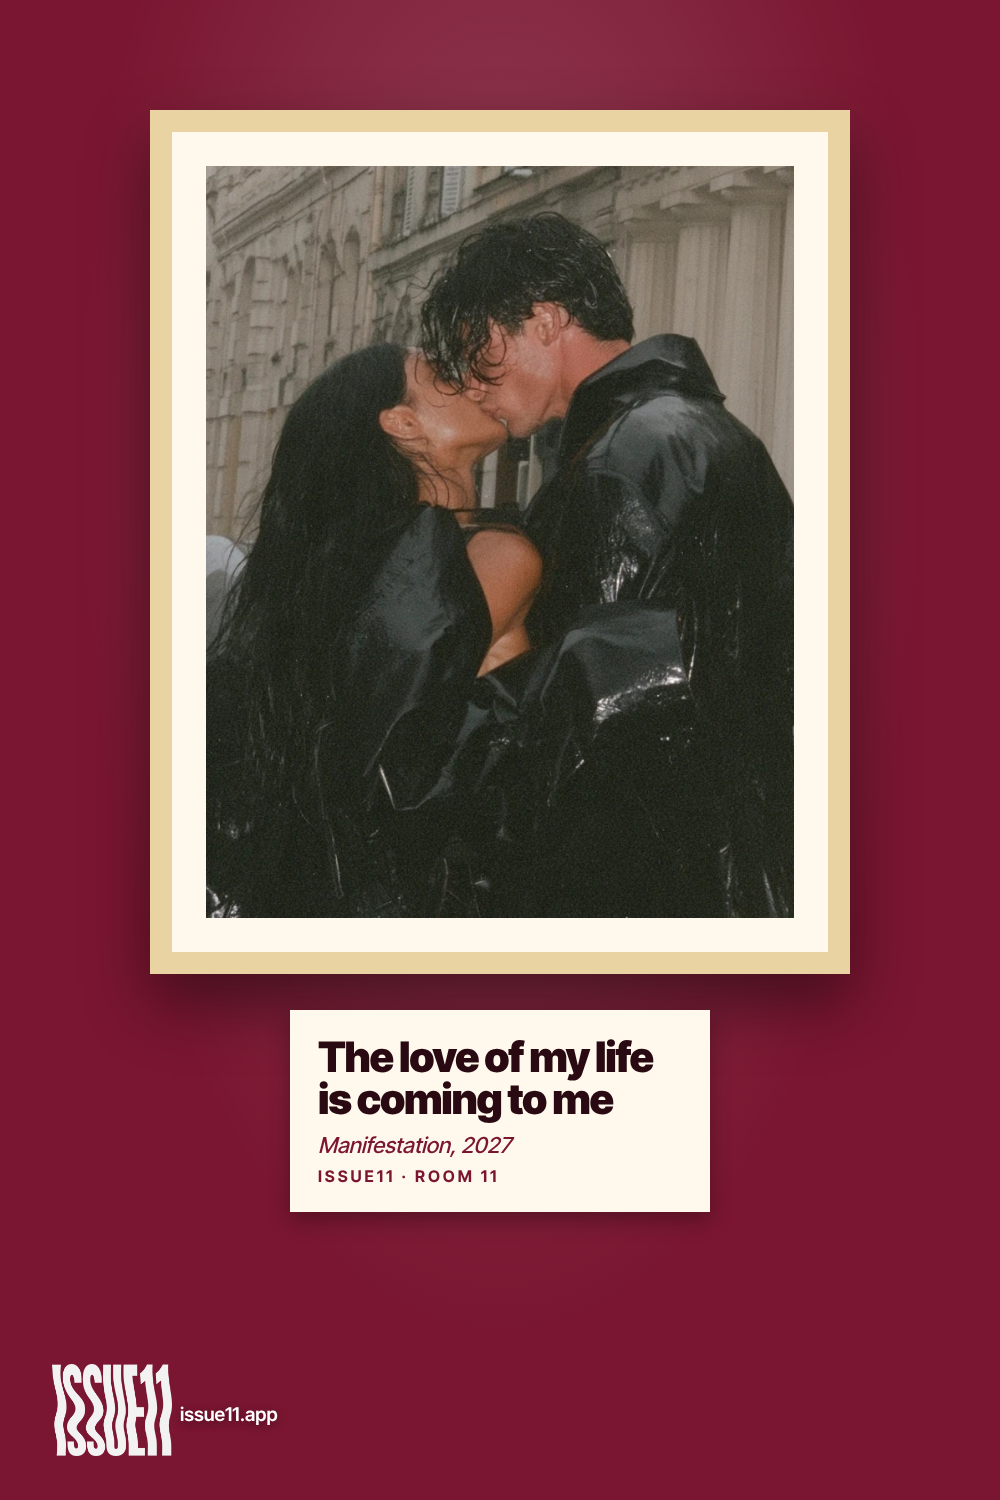 The love of my life
is coming to me
Manifestation, 2027
ISSUE11 · ROOM 11
ISSUE11
issue11.app